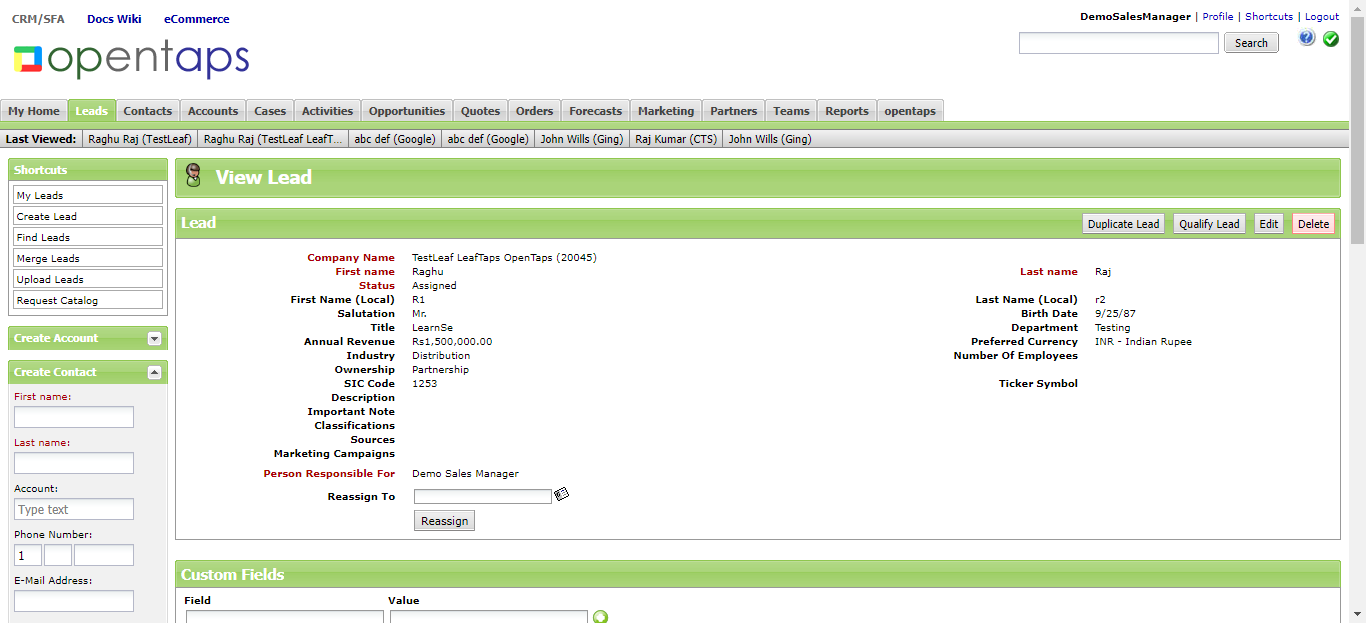 CRM/SFA Docs Wiki eCommerce
DemoSalesManager | Profile | Shortcuts | Logout
opentaps
Search
My Home Leads Contacts Accounts Cases Activities Opportunities Quotes Orders Forecasts Marketing Partners Teams Reports opentaps
Last Viewed: Raghu Raj (TestLeaf) Raghu Raj (TestLeaf LeafT... abc def (Google) abc def (Google) John Wills (Ging) Raj Kumar (CTS) John Wills (Ging)
Shortcuts
My Leads
Create Lead
Find Leads
Merge Leads
Upload Leads
Request Catalog
Create Account
Create Contact
First name:
Last name:
Account:
Type text
Phone Number:
1
E-Mail Address:
View Lead
Lead Duplicate Lead Qualify Lead Edit Delete
Company Name TestLeaf LeafTaps OpenTaps (20045)
First name Raghu Last name Raj
Status Assigned
First Name (Local) R1 Last Name (Local) r2
Salutation Mr. Birth Date 9/25/87
Title LearnSe Department Testing
Annual Revenue Rs1,500,000.00 Preferred Currency INR - Indian Rupee
Industry Distribution Number Of Employees
Ownership Partnership
SIC Code 1253 Ticker Symbol
Description
Important Note
Classifications
Sources
Marketing Campaigns
Person Responsible For Demo Sales Manager
Reassign To
Reassign
Custom Fields
Field Value